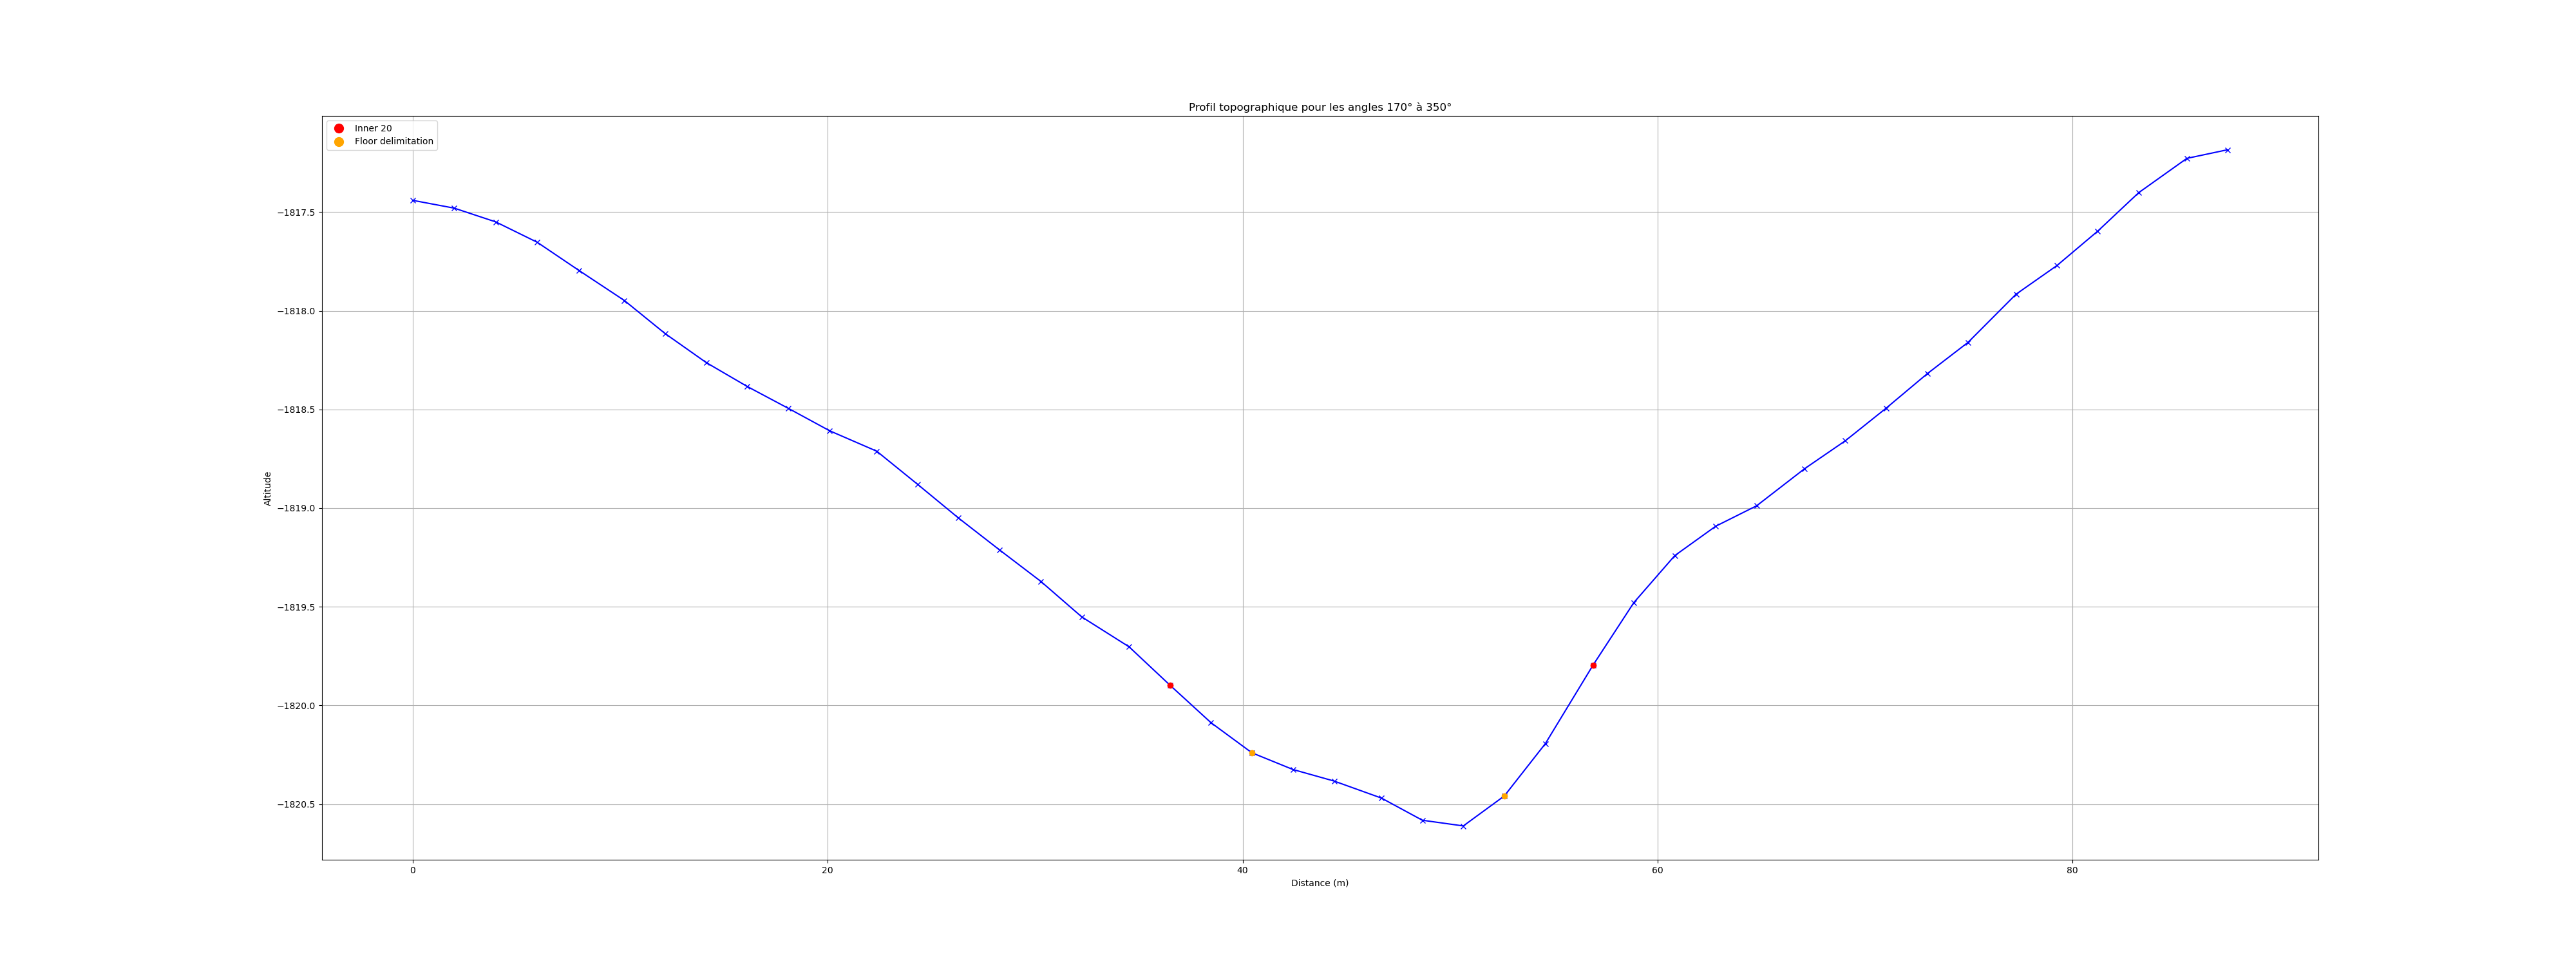 Profil topographique pour les angles 170° à 350°
Inner 20
Floor delimitation
−1817.5
−1818.0
−1818.5
−1819.0
−1819.5
−1820.0
−1820.5
Altitude
0 20 40 60 80
Distance (m)